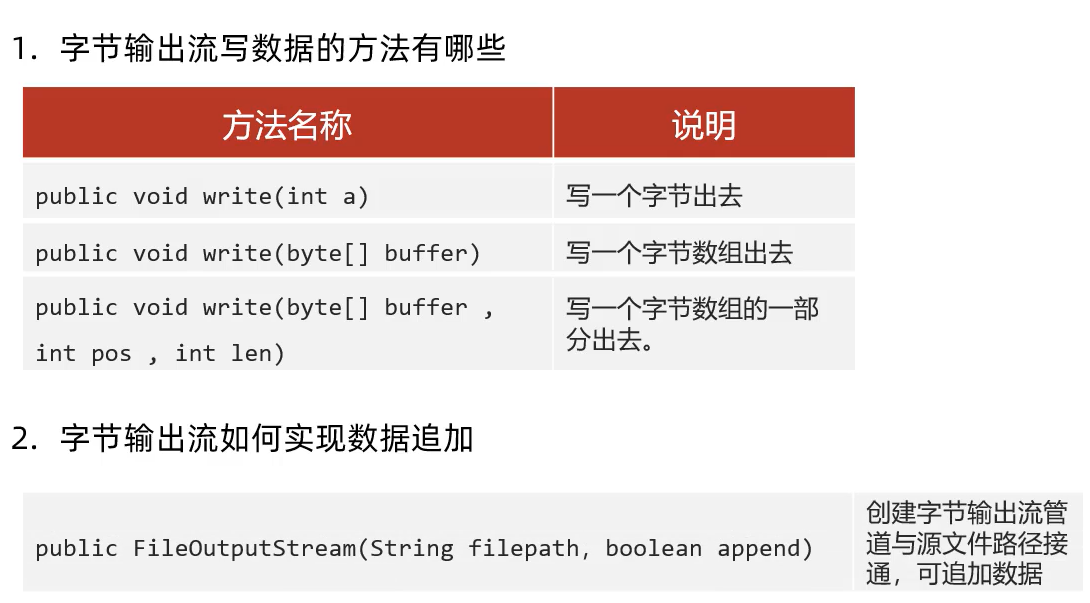 1. 字节输出流写数据的方法有哪些
方法名称 说明
public void write(int a) 写一个字节出去
public void write(byte[] buffer) 写一个字节数组出去
public void write(byte[] buffer ,
int pos , int len)
写一个字节数组的一部
分出去。
2. 字节输出流如何实现数据追加
public FileOutputStream(String filepath, boolean append)
创建字节输出流管
道与源文件路径接
通，可追加数据